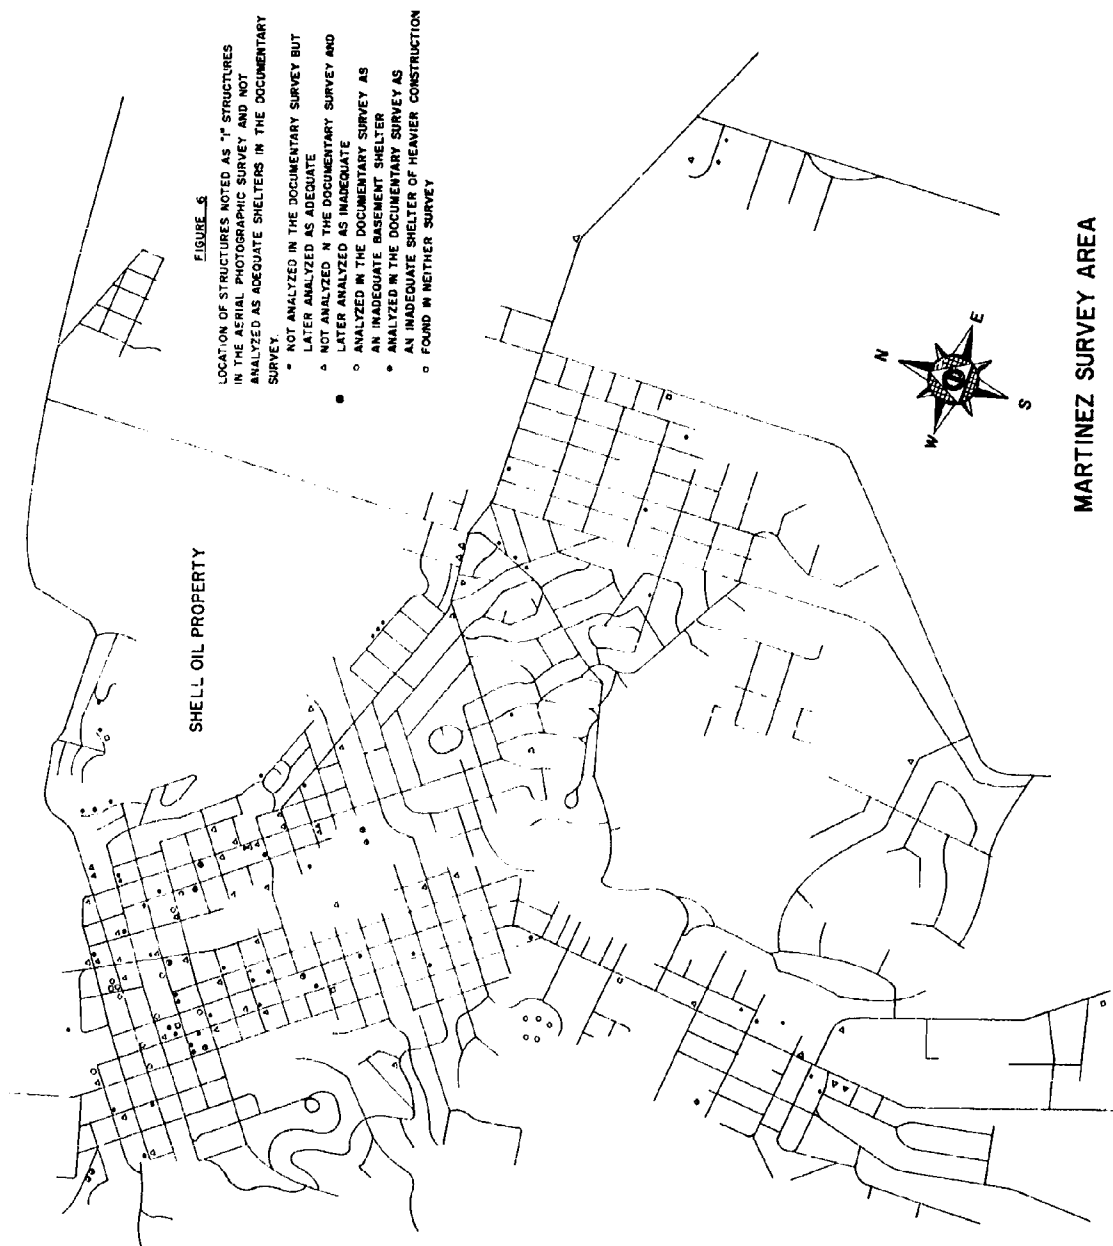 FIGURE 6
LOCATION OF STRUCTURES NOTED AS "I" STRUCTURES
IN THE AERIAL PHOTOGRAPHIC SURVEY AND NOT
ANALYZED AS ADEQUATE SHELTERS IN THE DOCUMENTARY
SURVEY.
NOT ANALYZED IN THE DOCUMENTARY SURVEY BUT
LATER ANALYZED AS ADEQUATE
NOT ANALYZED N THE DOCUMENTARY SURVEY AND
LATER ANALYZED AS INADEQUATE
ANALYZED IN THE DOCUMENTARY SURVEY AS
AN INADEQUATE BASEMENT SHELTER
ANALYZED IN THE DOCUMENTARY SURVEY AS
AN INADEQUATE SHELTER OF HEAVIER CONSTRUCTION
FOUND IN NEITHER SURVEY
SHELL OIL PROPERTY
N
E
S
W
MARTINEZ SURVEY AREA